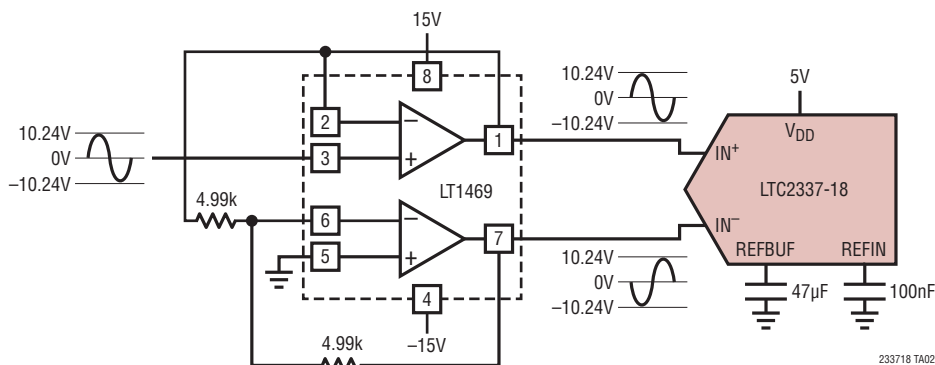 15V
8
10.24V
0V
–10.24V
2
3
–
+
1
LT1469
4.99k
6
5
–
+
7
4
–15V
4.99k
10.24V
0V
–10.24V
10.24V
0V
–10.24V
5V
VDD
IN+
LTC2337-18
IN–
REFBUF
REFIN
47µF
100nF
233718 TA02